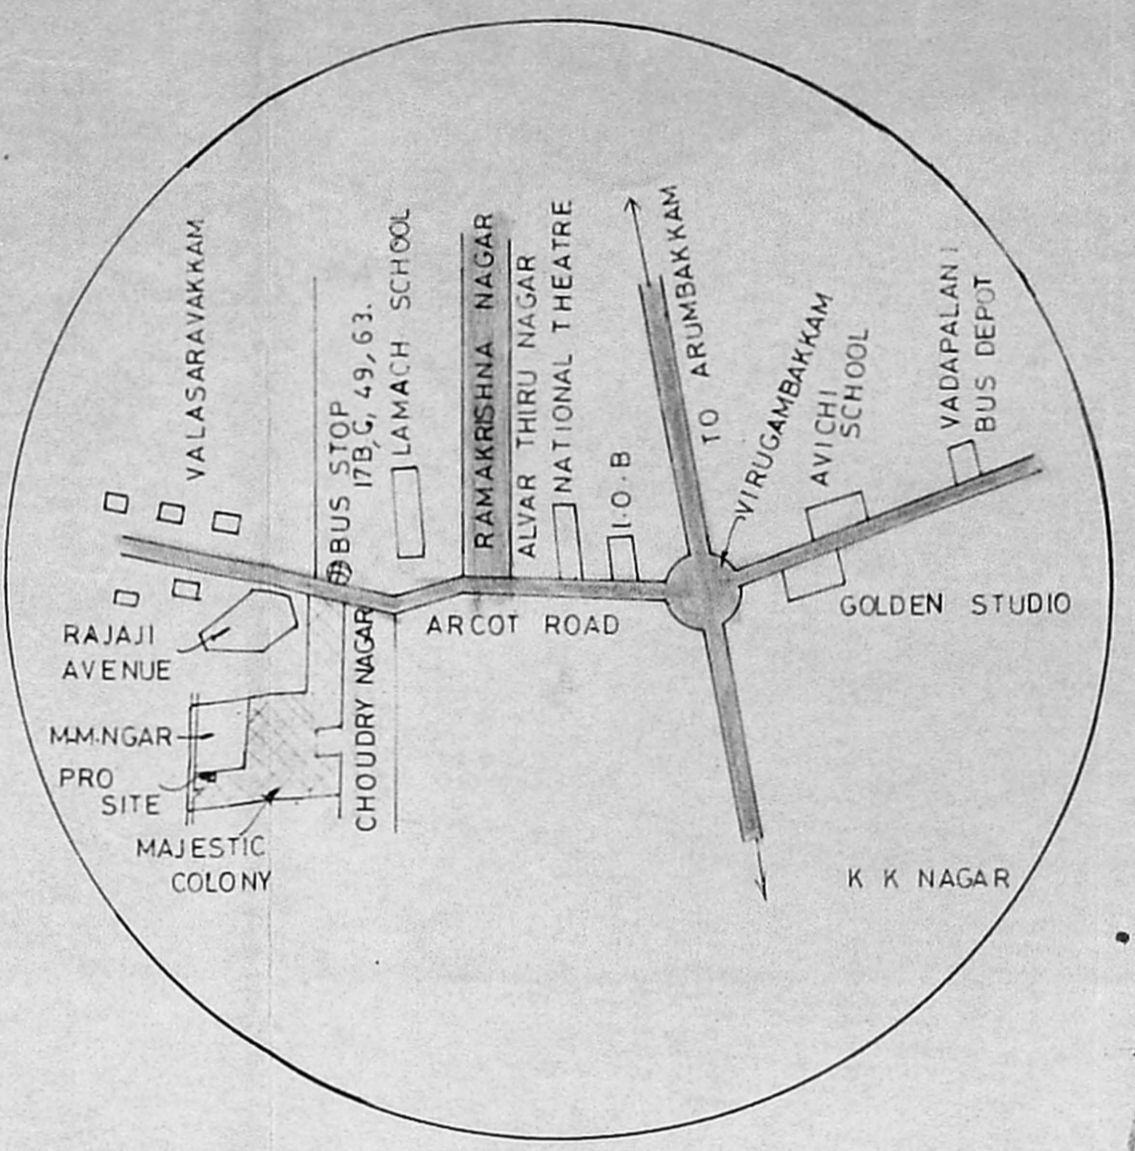 VALASARAVAKKAM
BUS STOP
17B, C, 49, 63.
LAMACH SCHOOL
RAMAKRISHNA NAGAR
ALVAR THIRU NAGAR
NATIONAL THEATRE
I.O.B
TO ARUMBAKKAM
VIRUGAMBAKKAM
AVICHI
SCHOOL
VADAPALANI
BUS DEPOT
GOLDEN STUDIO
ARCOT ROAD
RAJAJI
AVENUE
M.M.NGAR
PRO
SITE
MAJESTIC
COLONY
CHOUDRY NAGAR
K K NAGAR